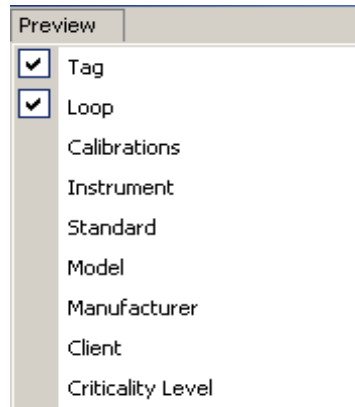 Preview
Tag
Loop
Calibrations
Instrument
Standard
Model
Manufacturer
Client
Criticality Level